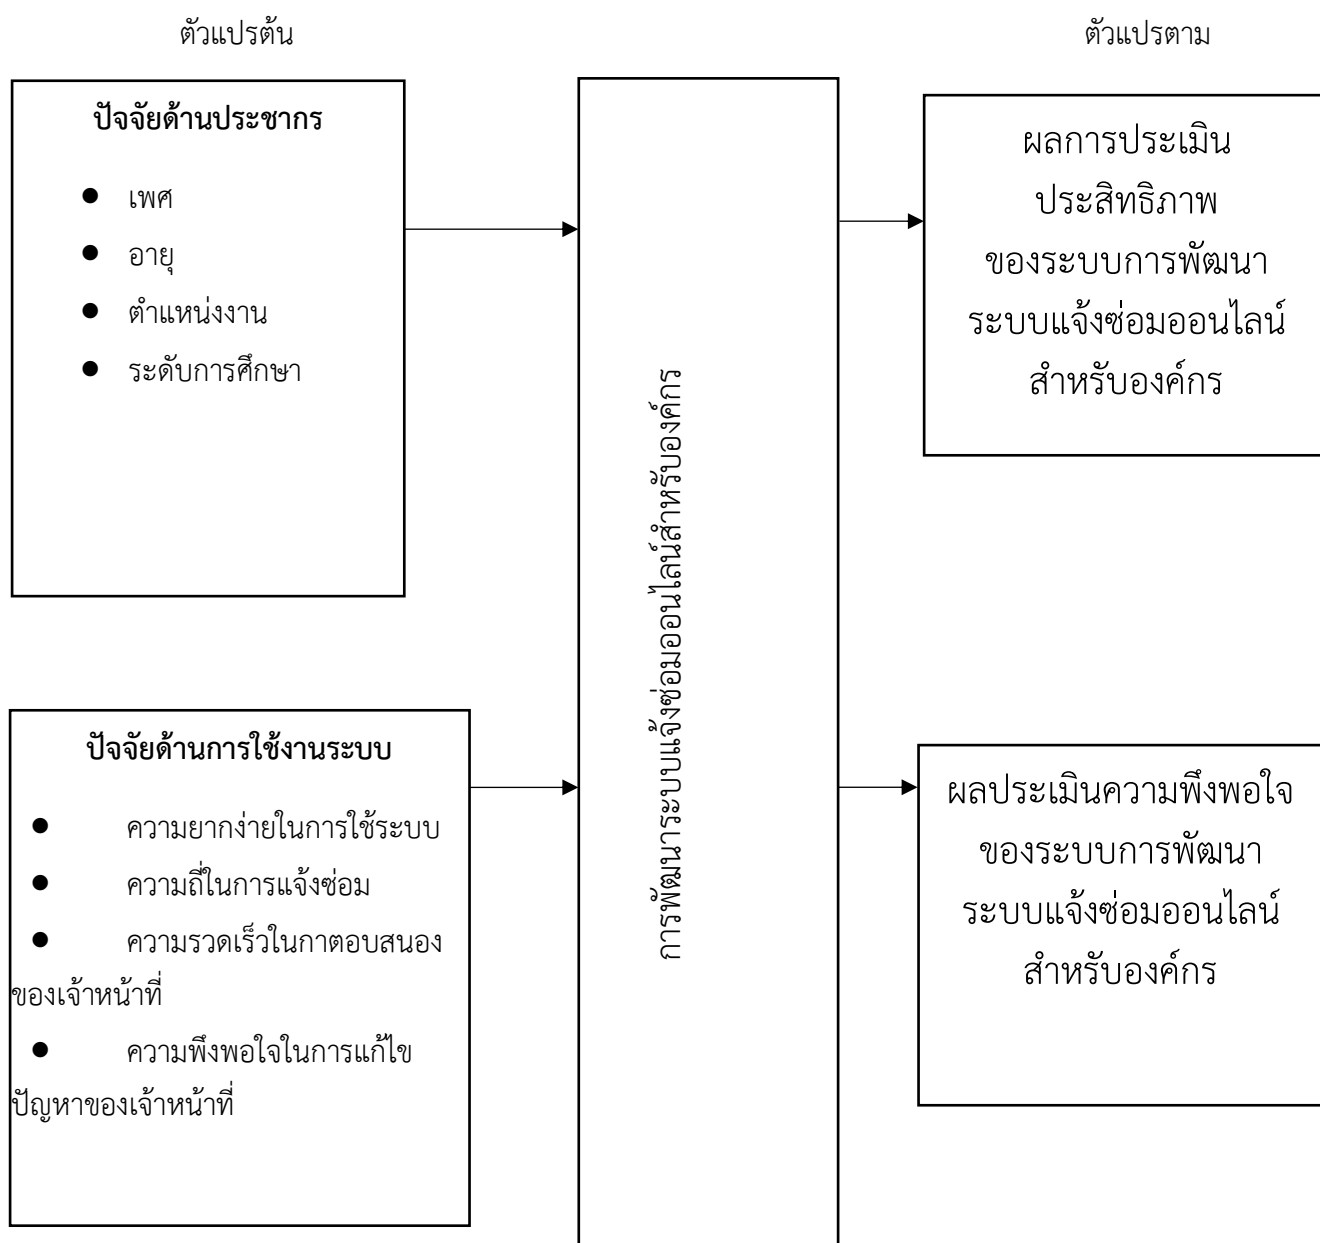 ตัวแปรต้น
ตัวแปรตาม
ปัจจัยด้านประชากร
● เพศ
● อายุ
● ตำแหน่งงาน
● ระดับการศึกษา
ปัจจัยด้านการใช้งานระบบ
● ความยากง่ายในการใช้ระบบ
● ความถี่ในการแจ้งซ่อม
● ความรวดเร็วในกาตอบสนอง
ของเจ้าหน้าที่
● ความพึงพอใจในการแก้ไข
ปัญหาของเจ้าหน้าที่
การพัฒนาระบบแจ้งซ่อมออนไลน์สำหรับองค์กร
ผลการประเมิน
ประสิทธิภาพ
ของระบบการพัฒนา
ระบบแจ้งซ่อมออนไลน์
สำหรับองค์กร
ผลประเมินความพึงพอใจ
ของระบบการพัฒนา
ระบบแจ้งซ่อมออนไลน์
สำหรับองค์กร